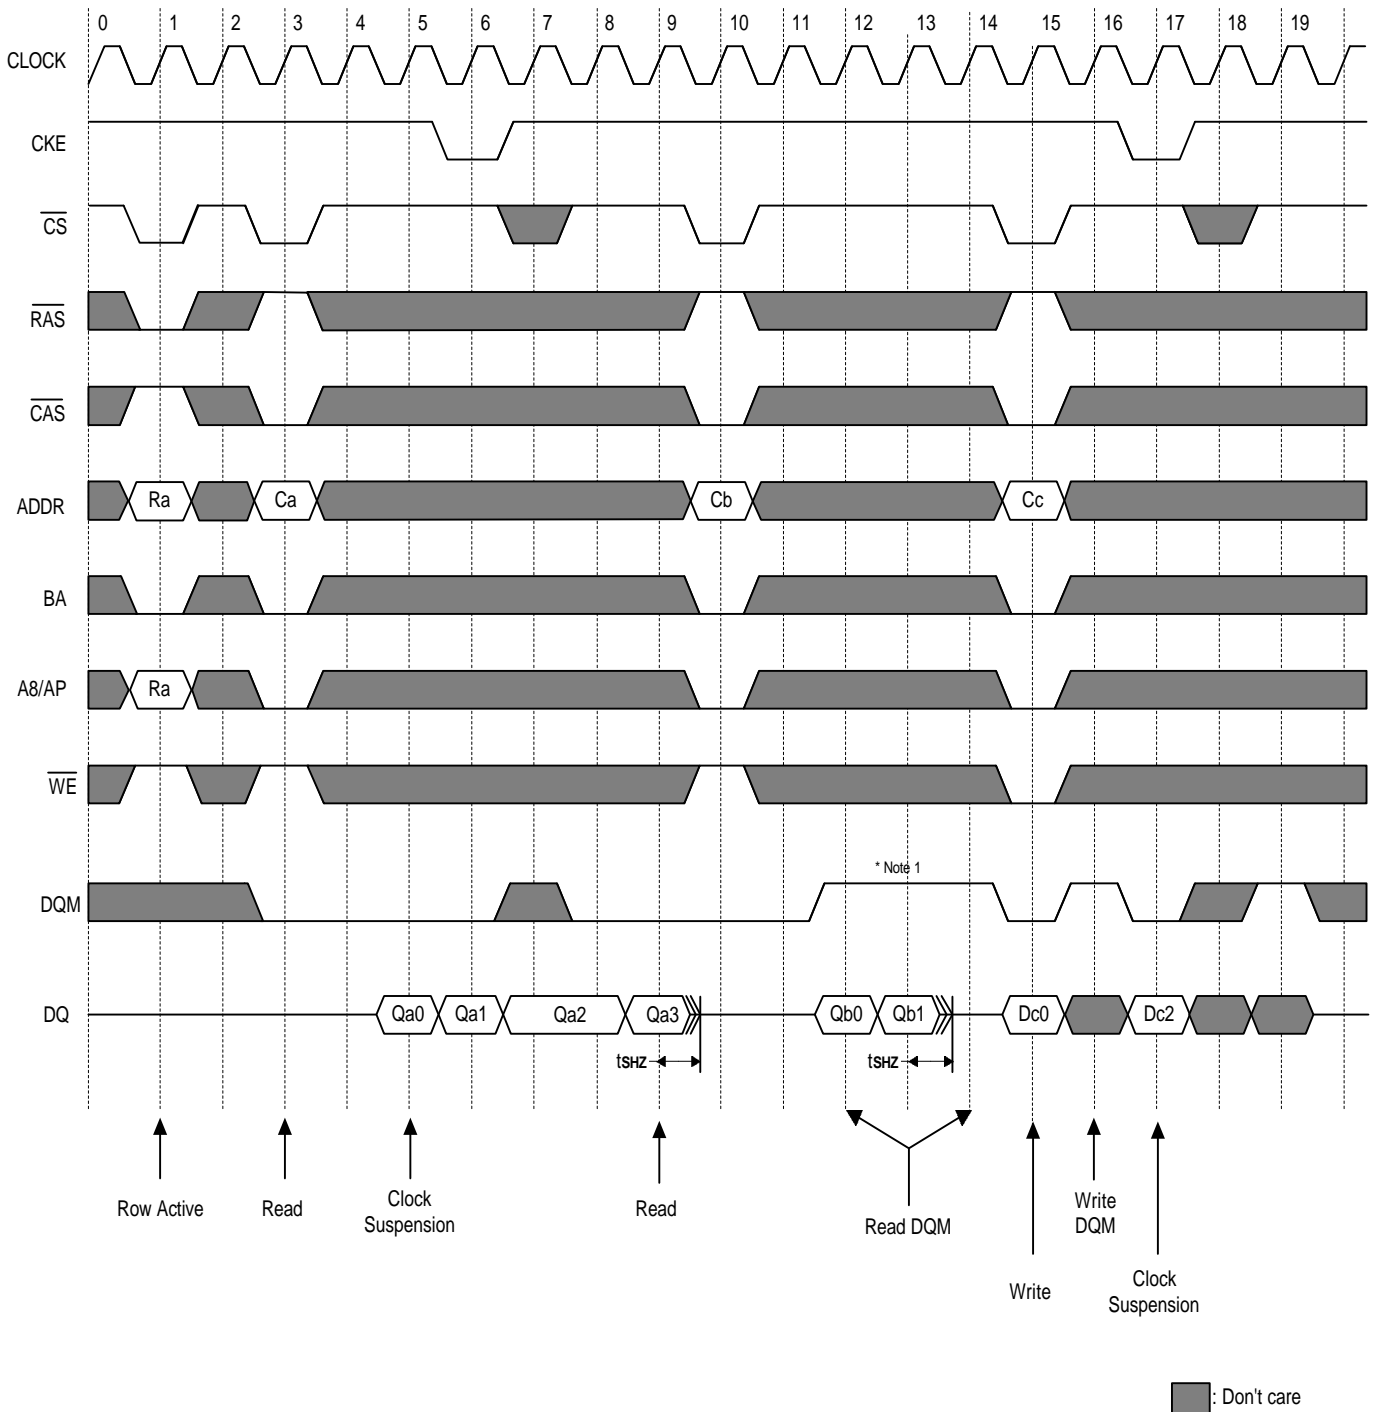 0 1 2 3 4 5 6 7 8 9 10 11 12 13 14 15 16 17 18 19
CLOCK
CKE
CS
RAS
CAS
ADDR Ra Ca Cb Cc
BA
A8/AP Ra
WE
* Note 1
DQM
DQ Qa0 Qa1 Qa2 Qa3 Qb0 Qb1 Dc0 Dc2
tSHZ tSHZ
Row Active
Read
Clock
Suspension
Read
Read DQM
Write
DQM
Write
Clock
Suspension
: Don't care